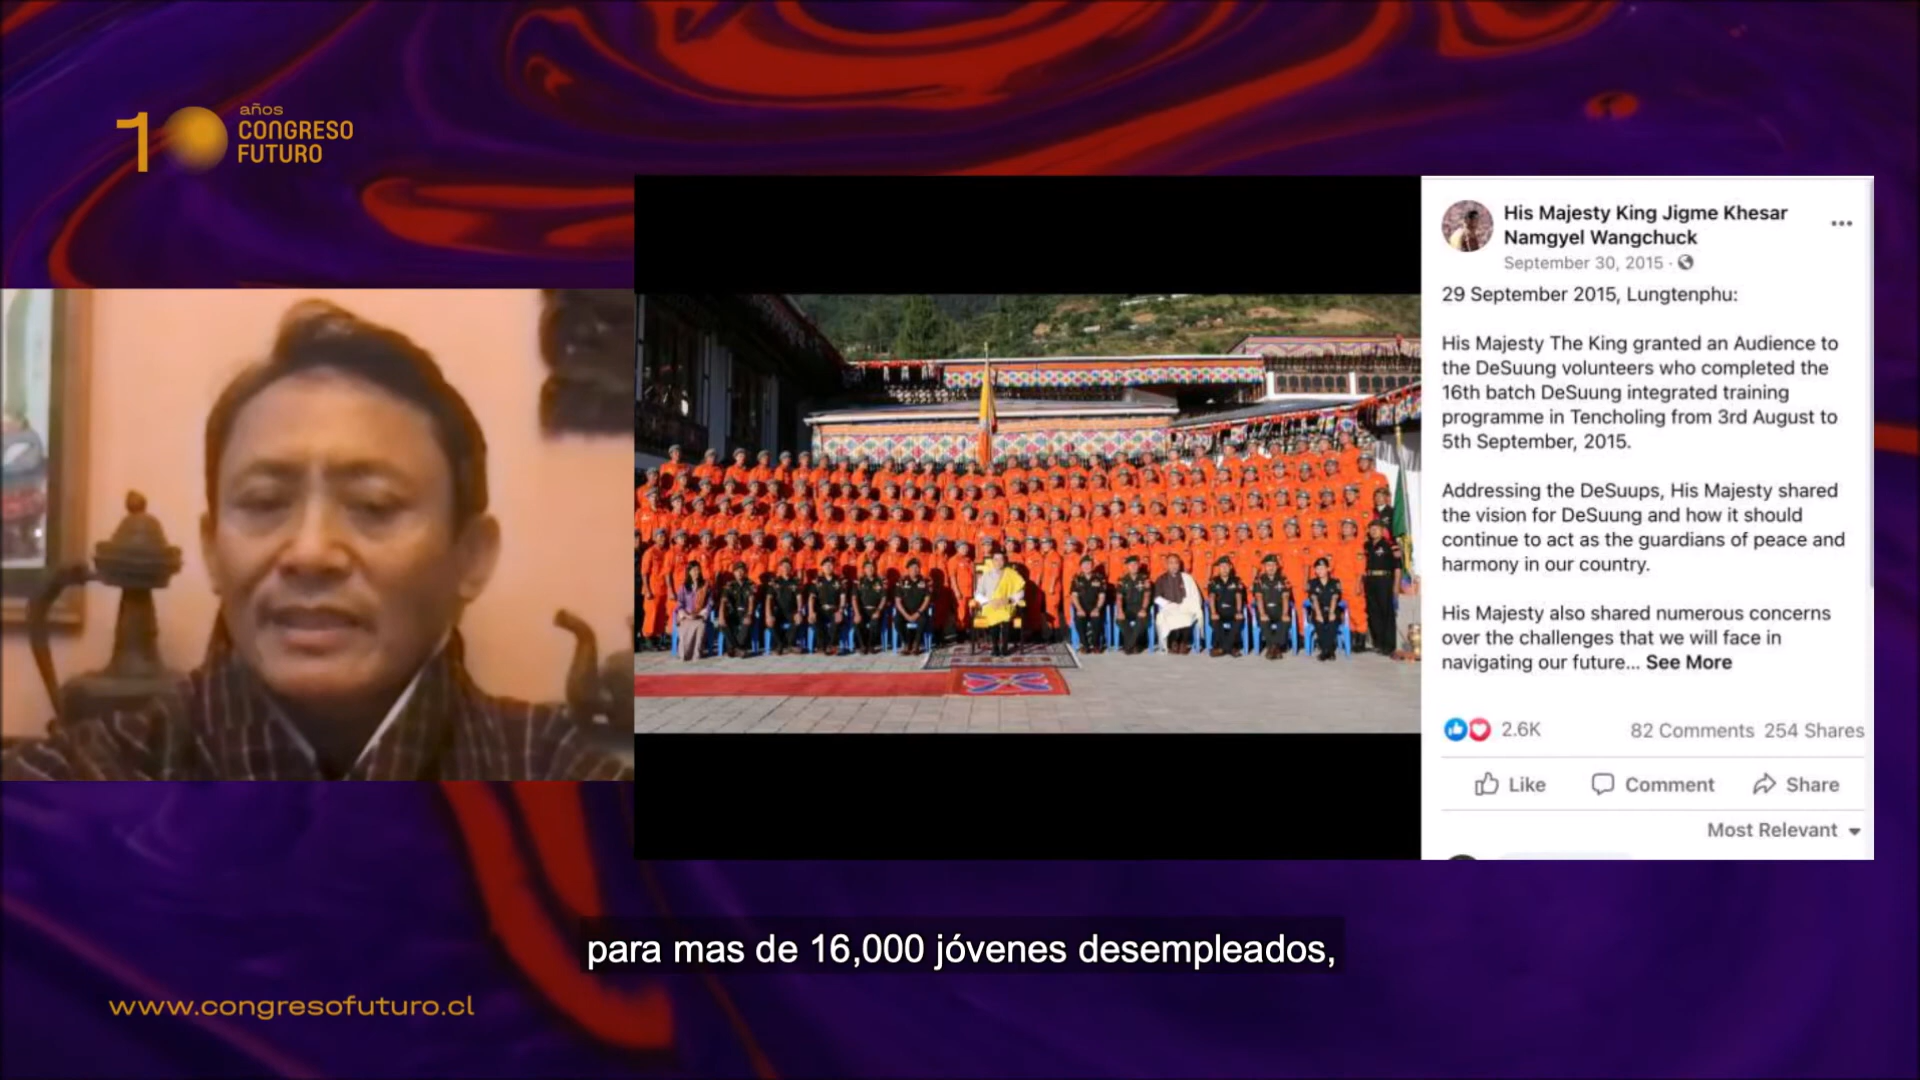 10 años
CONGRESO
FUTURO
His Majesty King Jigme Khesar
Namgyel Wangchuck
September 30, 2015 ·
29 September 2015, Lungtenphu:
His Majesty The King granted an Audience to
the DeSuung volunteers who completed the
16th batch DeSuung integrated training
programme in Tencholing from 3rd August to
5th September, 2015.
Addressing the DeSuups, His Majesty shared
the vision for DeSuung and how it should
continue to act as the guardians of peace and
harmony in our country.
His Majesty also shared numerous concerns
over the challenges that we will face in
navigating our future... See More
2.6K 82 Comments 254 Shares
Like Comment Share
Most Relevant
para mas de 16,000 jóvenes desempleados,
www.congresofuturo.cl